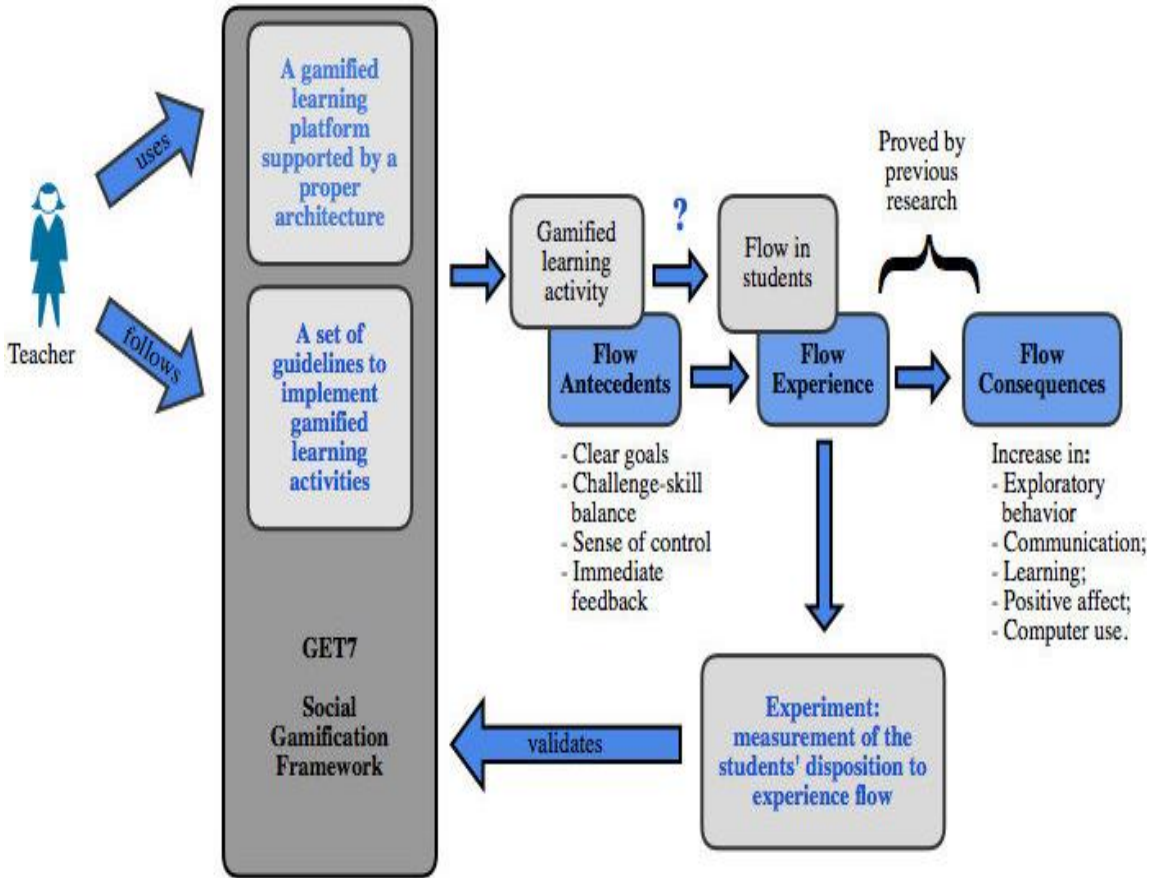 A gamified
learning
platform
supported by a
proper
architecture
uses
Teacher
follows
A set of
guidelines to
implement
gamified
learning
activities
GET7
Social
Gamification
Framework
Gamified
learning
activity
?
Flow in
students
Proved by
previous
research
Flow
Antecedents
Flow
Experience
Flow
Consequences
- Clear goals
- Challenge-skill
balance
- Sense of control
- Immediate
feedback
Increase in:
- Exploratory
behavior
- Communication;
- Learning;
- Positive affect;
- Computer use.
Experiment:
measurement of the
students' disposition to
experience flow
validates